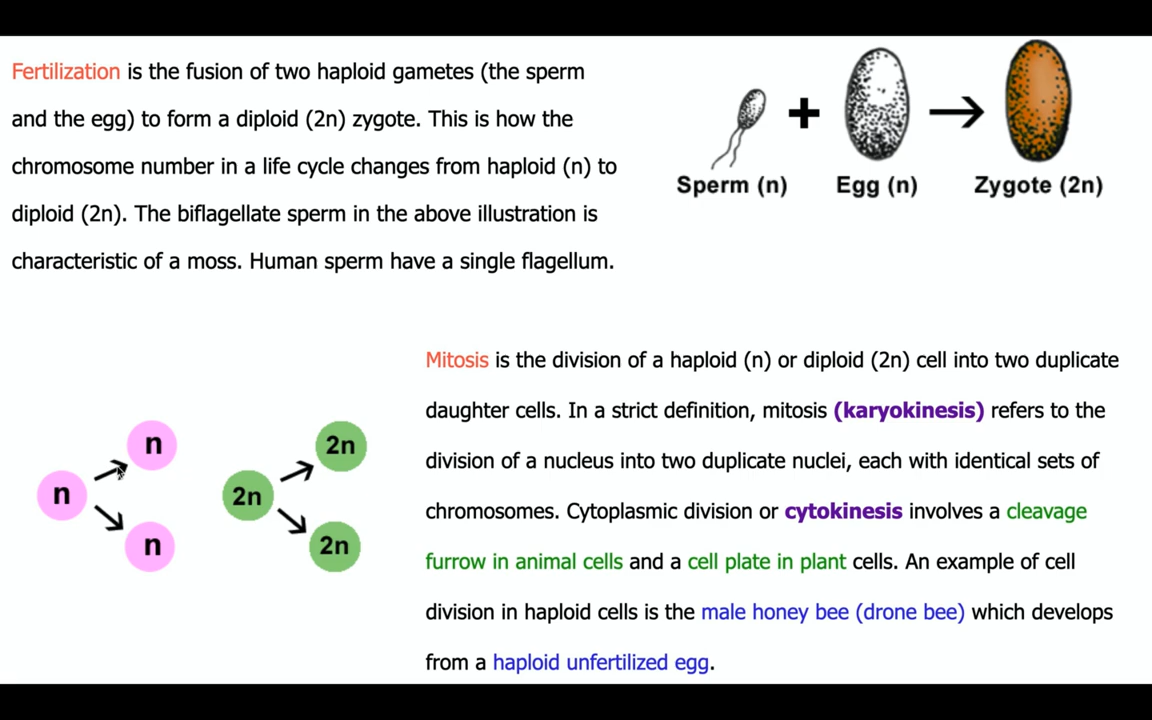 Fertilization is the fusion of two haploid gametes (the sperm
and the egg) to form a diploid (2n) zygote. This is how the
chromosome number in a life cycle changes from haploid (n) to
diploid (2n). The biflagellate sperm in the above illustration is
characteristic of a moss. Human sperm have a single flagellum.
+
Sperm (n) Egg (n) Zygote (2n)
n
n
n
2n
2n
2n
Mitosis is the division of a haploid (n) or diploid (2n) cell into two duplicate
daughter cells. In a strict definition, mitosis (karyokinesis) refers to the
division of a nucleus into two duplicate nuclei, each with identical sets of
chromosomes. Cytoplasmic division or cytokinesis involves a cleavage
furrow in animal cells and a cell plate in plant cells. An example of cell
division in haploid cells is the male honey bee (drone bee) which develops
from a haploid unfertilized egg.